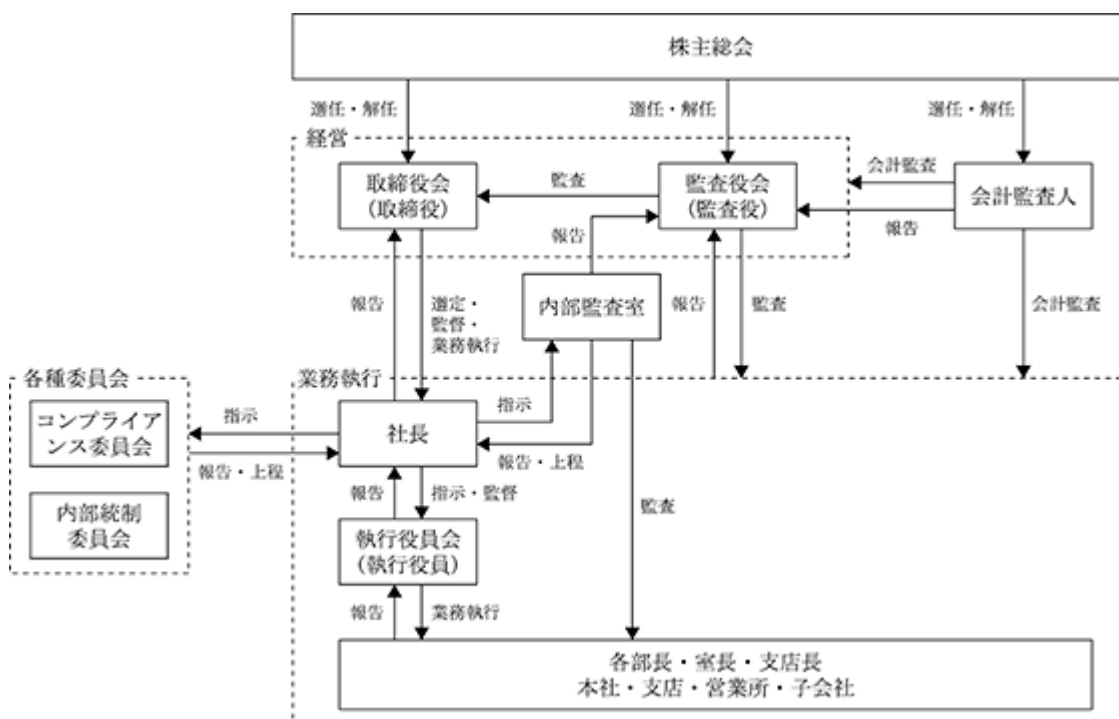 株主総会
選任・解任
選任・解任
選任・解任
経営
取締役会
(取締役)
監査
監査役会
(監査役)
会計監査
報告
会計監査人
報告
報告
選定・
監督・
業務執行
内部監査室
報告
監査
会計監査
各種委員会
業務執行
コンプライア
ンス委員会
指示
社長
指示
報告・上程
報告・上程
報告
指示・監督
内部統制
委員会
監査
執行役員会
(執行役員)
報告
業務執行
各部長・室長・支店長
本社・支店・営業所・子会社